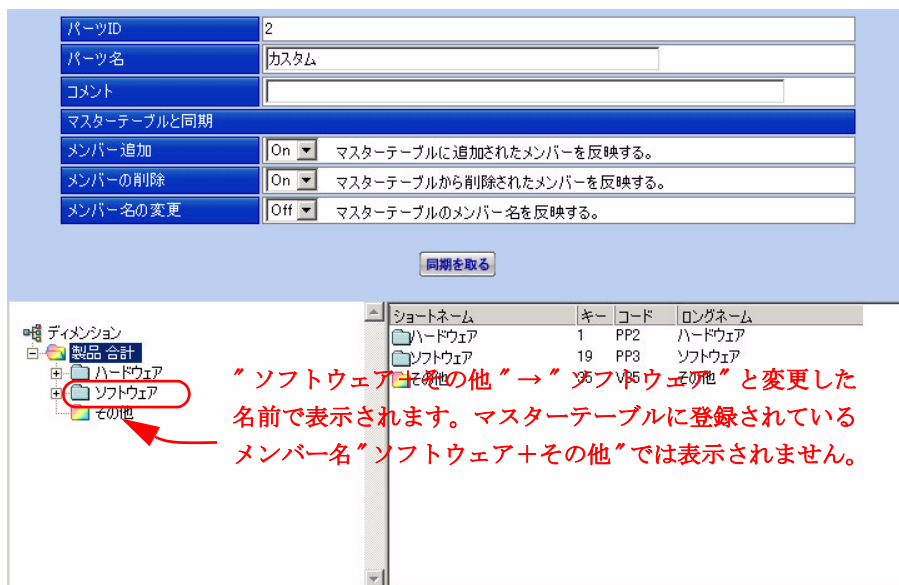 パーツID 2
パーツ名 カスタム
コメント
マスターテーブルと同期
メンバー追加 On マスターテーブルに追加されたメンバーを反映する。
メンバーの削除 On マスターテーブルから削除されたメンバーを反映する。
メンバー名の変更 Off マスターテーブルのメンバー名を反映する。
同期を取る
ディメンション
製品 合計
ハードウェア
ソフトウェア
その他
ショートネーム キー コード ロングネーム
ハードウェア 1 PP2 ハードウェア
ソフトウェア 19 PP3 ソフトウェア
その他 95 V95 その他
"ソフトウェア＋その他"→"ソフトウェア"と変更した
名前で表示されます。マスターテーブルに登録されている
メンバー名"ソフトウェア＋その他"では表示されません。